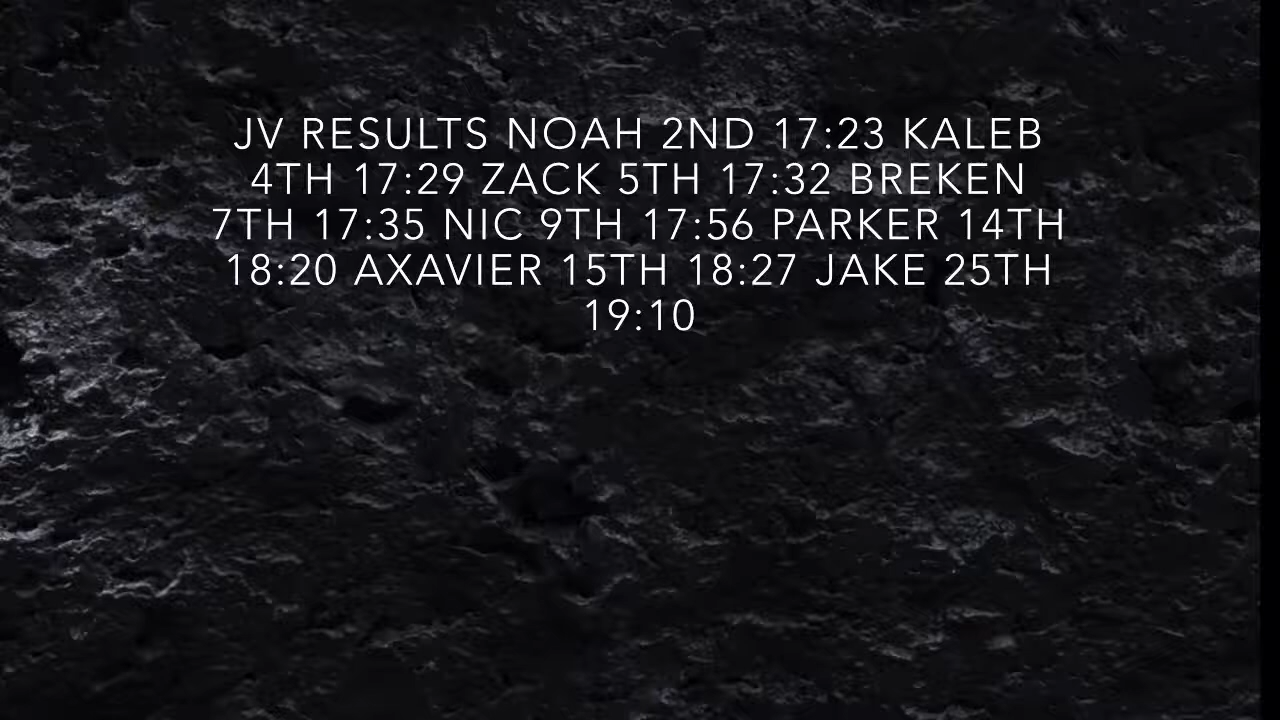 JV RESULTS NOAH 2ND 17:23 KALEB
4TH 17:29 ZACK 5TH 17:32 BREKEN
7TH 17:35 NIC 9TH 17:56 PARKER 14TH
18:20 AXAVIER 15TH 18:27 JAKE 25TH
19:10